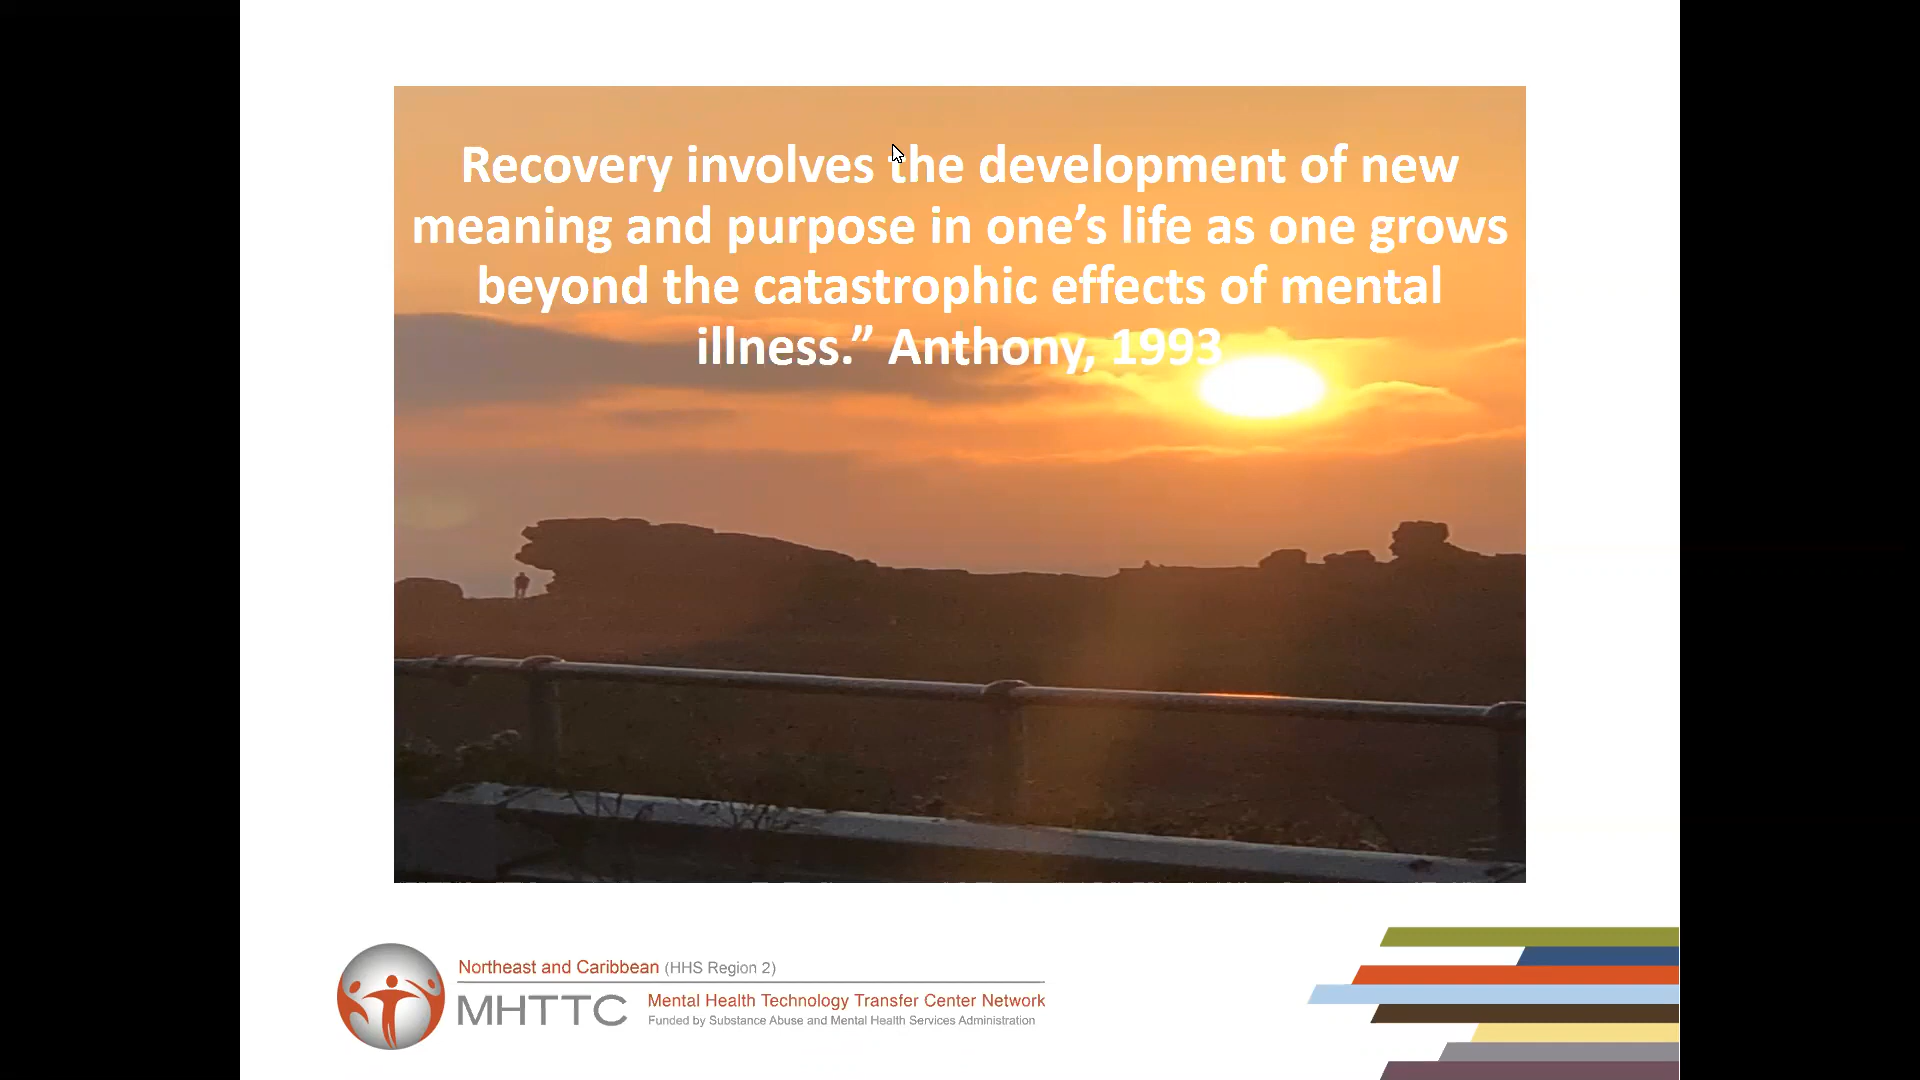 Recovery involves the development of new
meaning and purpose in one’s life as one grows
beyond the catastrophic effects of mental
illness.” Anthony, 1993
Northeast and Caribbean (HHS Region 2)
MHTTC
Mental Health Technology Transfer Center Network
Funded by Substance Abuse and Mental Health Services Administration